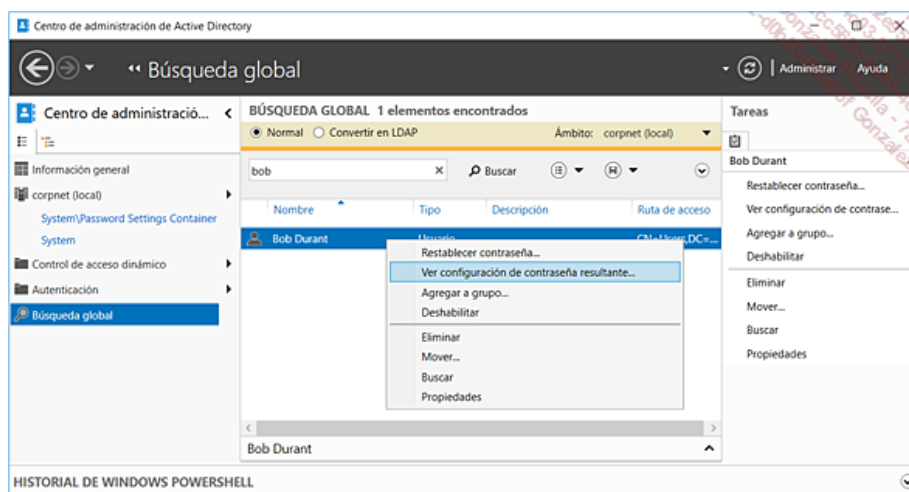 Centro de administración de Active Directory
Búsqueda global
Administrar Ayuda
Centro de administració...
Información general
corpnet (local)
System\Password Settings Container
System
Control de acceso dinámico
Autenticación
Búsqueda global
BÚSQUEDA GLOBAL 1 elementos encontrados
Normal Convertir en LDAP Ámbito: corpnet (local)
bob Buscar
Nombre Tipo Descripción Ruta de acceso
Bob Durant Usuario CN=Users,DC=...
Restablecer contraseña...
Ver configuración de contraseña resultante...
Agregar a grupo...
Deshabilitar
Eliminar
Mover...
Buscar
Propiedades
Bob Durant
Tareas
Bob Durant
Restablecer contraseña...
Ver configuración de contrase...
Agregar a grupo...
Deshabilitar
Eliminar
Mover...
Buscar
Propiedades
HISTORIAL DE WINDOWS POWERSHELL